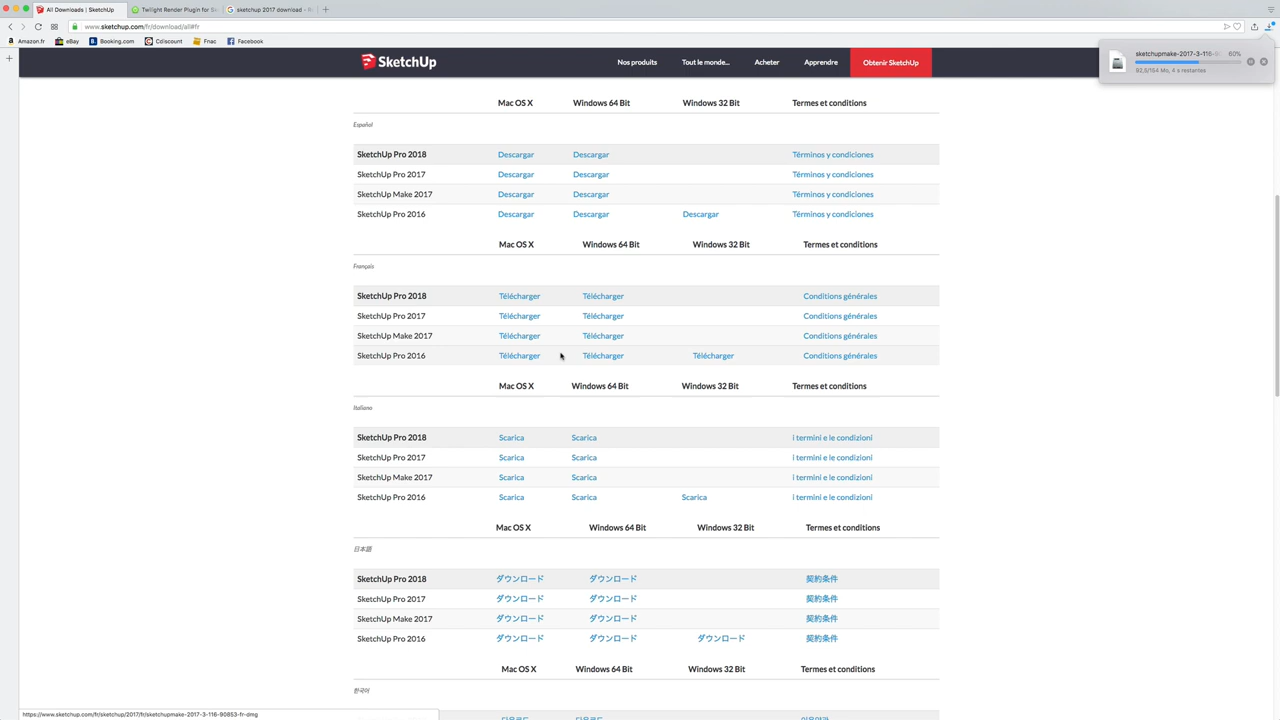 All Downloads | SketchUp
Twilight Render Plugin for Sk
sketchup 2017 download - R
www.sketchup.com/fr/download/all#fr
Amazon.fr eBay Booking.com Cdiscount Fnac Facebook
sketchupmake-2017-3-116-90 60%
92,8/164 Mo, 4 s restantes
SketchUp
Nos produits Tout le monde... Acheter Apprendre Obtenir SketchUp
Mac OS X Windows 64 Bit Windows 32 Bit Termes et conditions
Español
SketchUp Pro 2018 Descargar Descargar Términos y condiciones
SketchUp Pro 2017 Descargar Descargar Términos y condiciones
SketchUp Make 2017 Descargar Descargar Términos y condiciones
SketchUp Pro 2016 Descargar Descargar Descargar Términos y condiciones
Mac OS X Windows 64 Bit Windows 32 Bit Termes et conditions
Français
SketchUp Pro 2018 Télécharger Télécharger Conditions générales
SketchUp Pro 2017 Télécharger Télécharger Conditions générales
SketchUp Make 2017 Télécharger Télécharger Conditions générales
SketchUp Pro 2016 Télécharger Télécharger Télécharger Conditions générales
Mac OS X Windows 64 Bit Windows 32 Bit Termes et conditions
Italiano
SketchUp Pro 2018 Scarica Scarica i termini e le condizioni
SketchUp Pro 2017 Scarica Scarica i termini e le condizioni
SketchUp Make 2017 Scarica Scarica i termini e le condizioni
SketchUp Pro 2016 Scarica Scarica Scarica i termini e le condizioni
Mac OS X Windows 64 Bit Windows 32 Bit Termes et conditions
日本語
SketchUp Pro 2018 ダウンロード ダウンロード 契約条件
SketchUp Pro 2017 ダウンロード ダウンロード 契約条件
SketchUp Make 2017 ダウンロード ダウンロード 契約条件
SketchUp Pro 2016 ダウンロード ダウンロード ダウンロード 契約条件
Mac OS X Windows 64 Bit Windows 32 Bit Termes et conditions
한국어
https://www.sketchup.com/fr/sketchup/2017/fr/sketchupmake-2017-3-116-90853-fr-dmg